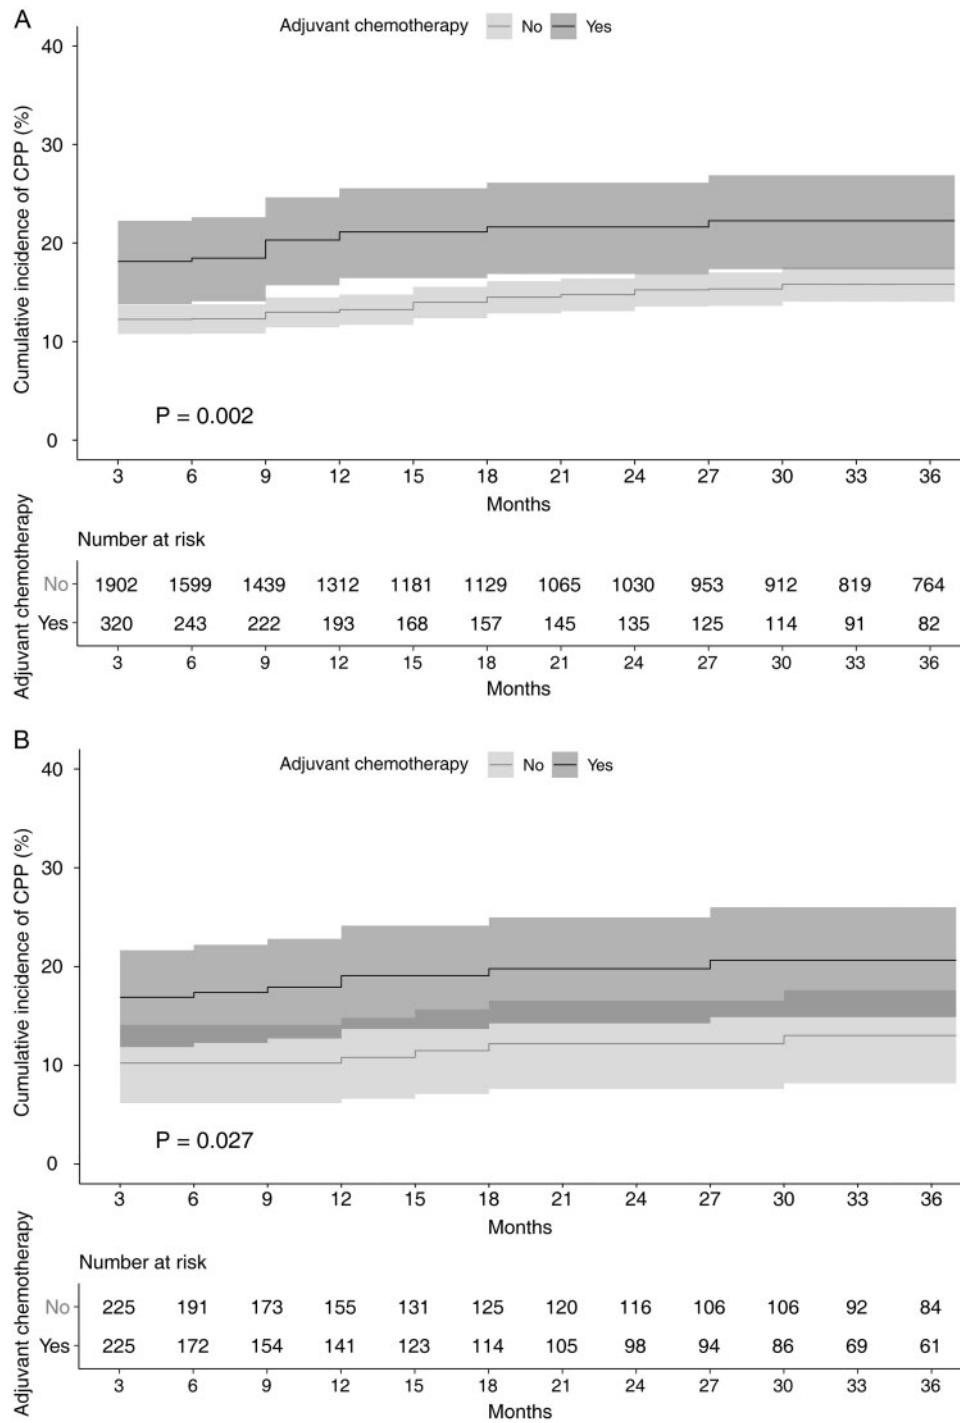 A
Adjuvant chemotherapy No Yes
Cumulative incidence of CPP (%)
40
30
20
10
0
P = 0.002
3 6 9 12 15 18 21 24 27 30 33 36
Months
Adjuvant chemotherapy
Number at risk
No 1902 1599 1439 1312 1181 1129 1065 1030 953 912 819 764
Yes 320 243 222 193 168 157 145 135 125 114 91 82
3 6 9 12 15 18 21 24 27 30 33 36
Months
B
Adjuvant chemotherapy No Yes
Cumulative incidence of CPP (%)
40
30
20
10
0
P = 0.027
3 6 9 12 15 18 21 24 27 30 33 36
Months
Adjuvant chemotherapy
Number at risk
No 225 191 173 155 131 125 120 116 106 106 92 84
Yes 225 172 154 141 123 114 105 98 94 86 69 61
3 6 9 12 15 18 21 24 27 30 33 36
Months